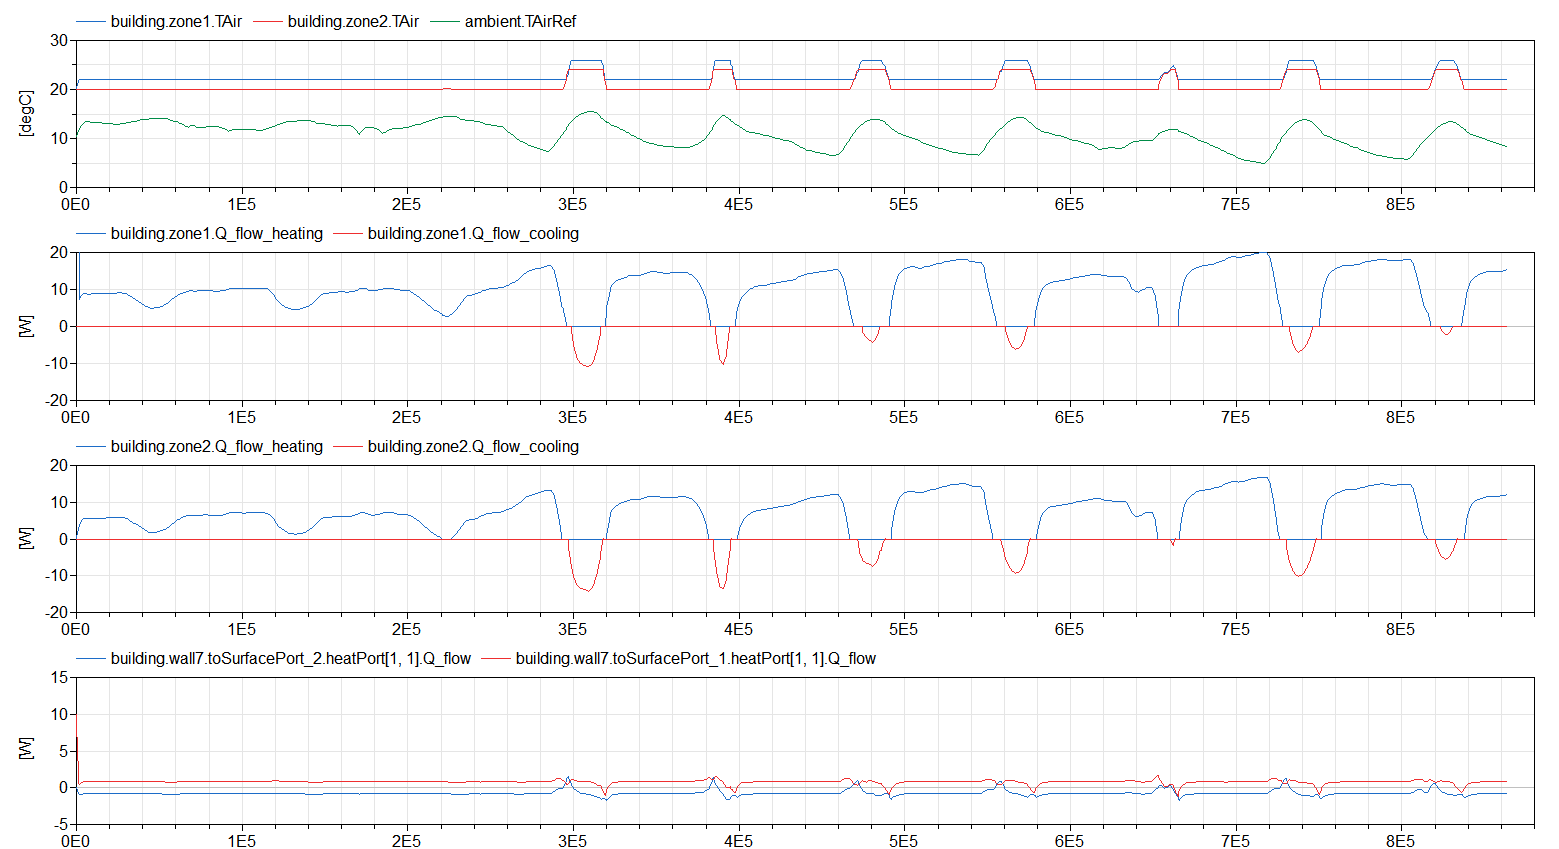 building.zone1.TAir building.zone2.TAir ambient.TAirRef
30
20
10
0
[degC]
0E0 1E5 2E5 3E5 4E5 5E5 6E5 7E5 8E5
building.zone1.Q_flow_heating building.zone1.Q_flow_cooling
20
10
0
-10
-20
[W]
0E0 1E5 2E5 3E5 4E5 5E5 6E5 7E5 8E5
building.zone2.Q_flow_heating building.zone2.Q_flow_cooling
20
10
0
-10
-20
[W]
0E0 1E5 2E5 3E5 4E5 5E5 6E5 7E5 8E5
building.wall7.toSurfacePort_2.heatPort[1, 1].Q_flow building.wall7.toSurfacePort_1.heatPort[1, 1].Q_flow
15
10
5
0
-5
[W]
0E0 1E5 2E5 3E5 4E5 5E5 6E5 7E5 8E5